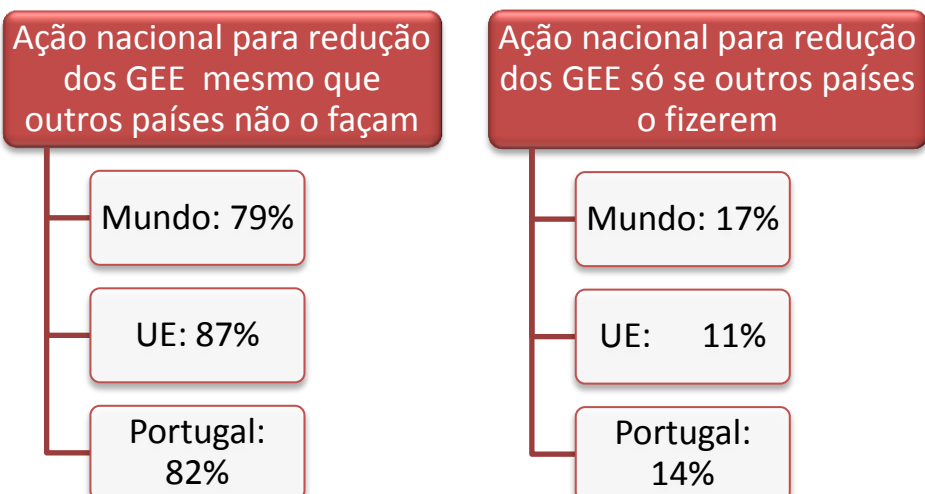 Ação nacional para redução
dos GEE mesmo que
outros países não o façam
Mundo: 79%
UE: 87%
Portugal:
82%
Ação nacional para redução
dos GEE só se outros países
o fizerem
Mundo: 17%
UE: 11%
Portugal:
14%